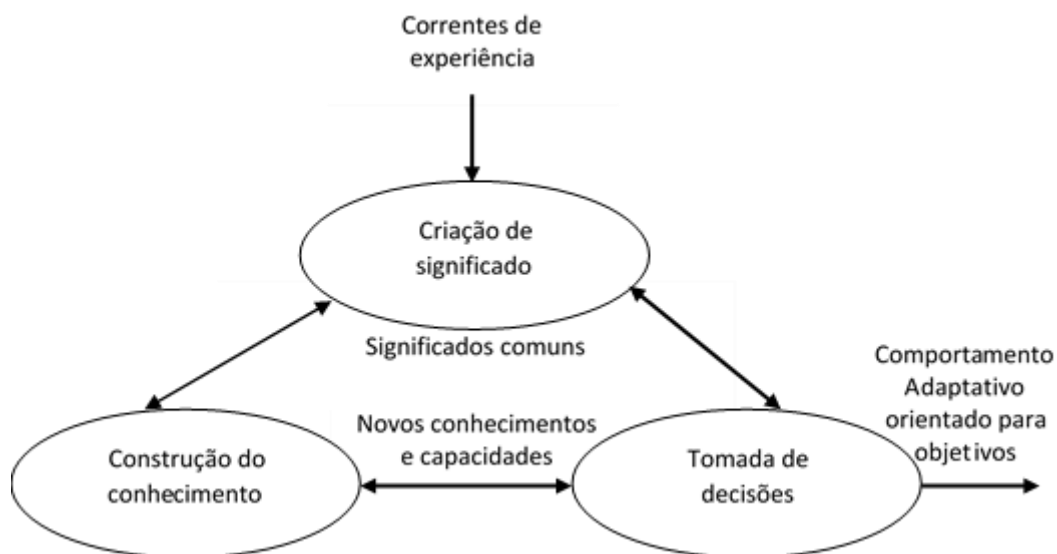 Correntes de
experiência
Criação de
significado
Significados comuns
Comportamento
Adaptativo
orientado para
objetivos
Novos conhecimentos
e capacidades
Construção do
conhecimento
Tomada de
decisões